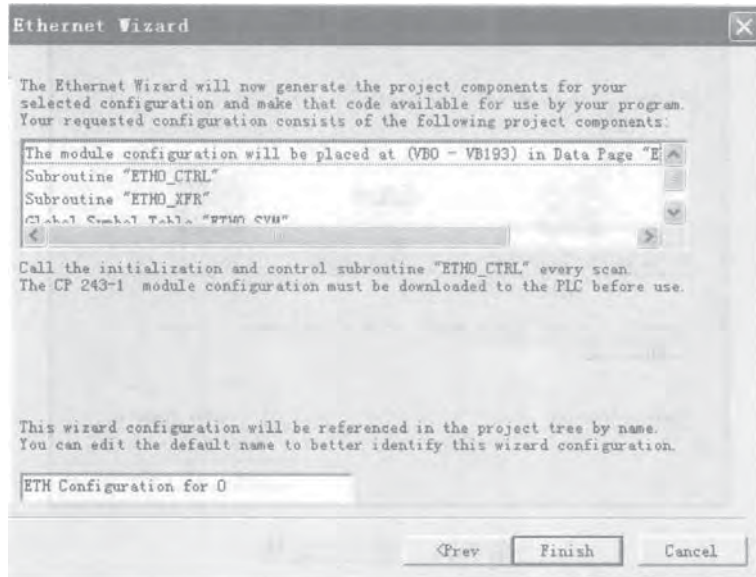 Ethernet Wizard
The Ethernet Wizard will now generate the project components for your
selected configuration and make that code available for use by your program.
Your requested configuration consists of the following project components:
The module configuration will be placed at (VB0 - VB193) in Data Page "E
Subroutine "ETH0_CTRL"
Subroutine "ETH0_XFR"
Global Symbol Table "ETH0_SYM"
Call the initialization and control subroutine "ETH0_CTRL" every scan.
The CP 243-1 module configuration must be downloaded to the PLC before use.
This wizard configuration will be referenced in the project tree by name.
You can edit the default name to better identify this wizard configuration.
ETH Configuration for 0
<Prev Finish Cancel